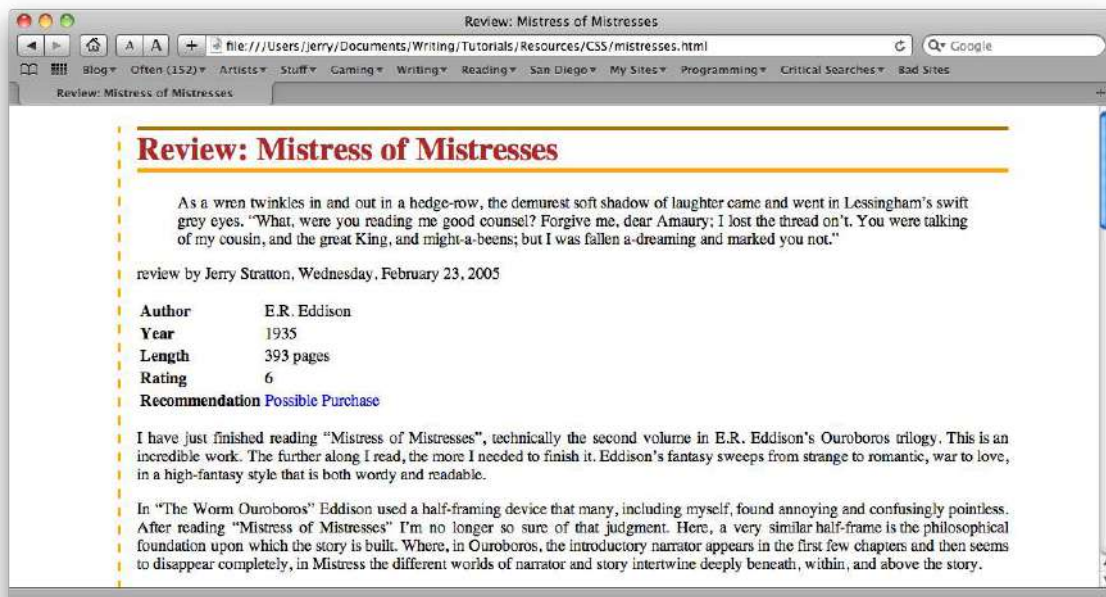 Review: Mistress of Mistresses
A A + file:///Users/jerry/Documents/Writing/Tutorials/Resources/CSS/mistresses.html Google
Blog Often (152) Artists Stuff Gaming Writing Reading San Diego My Sites Programming Critical Searches Bad Sites
Review: Mistress of Mistresses
Review: Mistress of Mistresses
As a wren twinkles in and out in a hedge-row, the demurest soft shadow of laughter came and went in Lessingham's swift
grey eyes. “What, were you reading me good counsel? Forgive me, dear Amaury; I lost the thread on't. You were talking
of my cousin, and the great King, and might-a-beens; but I was fallen a-dreaming and marked you not.”
review by Jerry Stratton, Wednesday, February 23, 2005
Author E.R. Eddison
Year 1935
Length 393 pages
Rating 6
Recommendation Possible Purchase
I have just finished reading “Mistress of Mistresses”, technically the second volume in E.R. Eddison's Ouroboros trilogy. This is an
incredible work. The further along I read, the more I needed to finish it. Eddison's fantasy sweeps from strange to romantic, war to love,
in a high-fantasy style that is both wordy and readable.
In “The Worm Ouroboros” Eddison used a half-framing device that many, including myself, found annoying and confusingly pointless.
After reading “Mistress of Mistresses” I'm no longer so sure of that judgment. Here, a very similar half-frame is the philosophical
foundation upon which the story is built. Where, in Ouroboros, the introductory narrator appears in the first few chapters and then seems
to disappear completely, in Mistress the different worlds of narrator and story intertwine deeply beneath, within, and above the story.